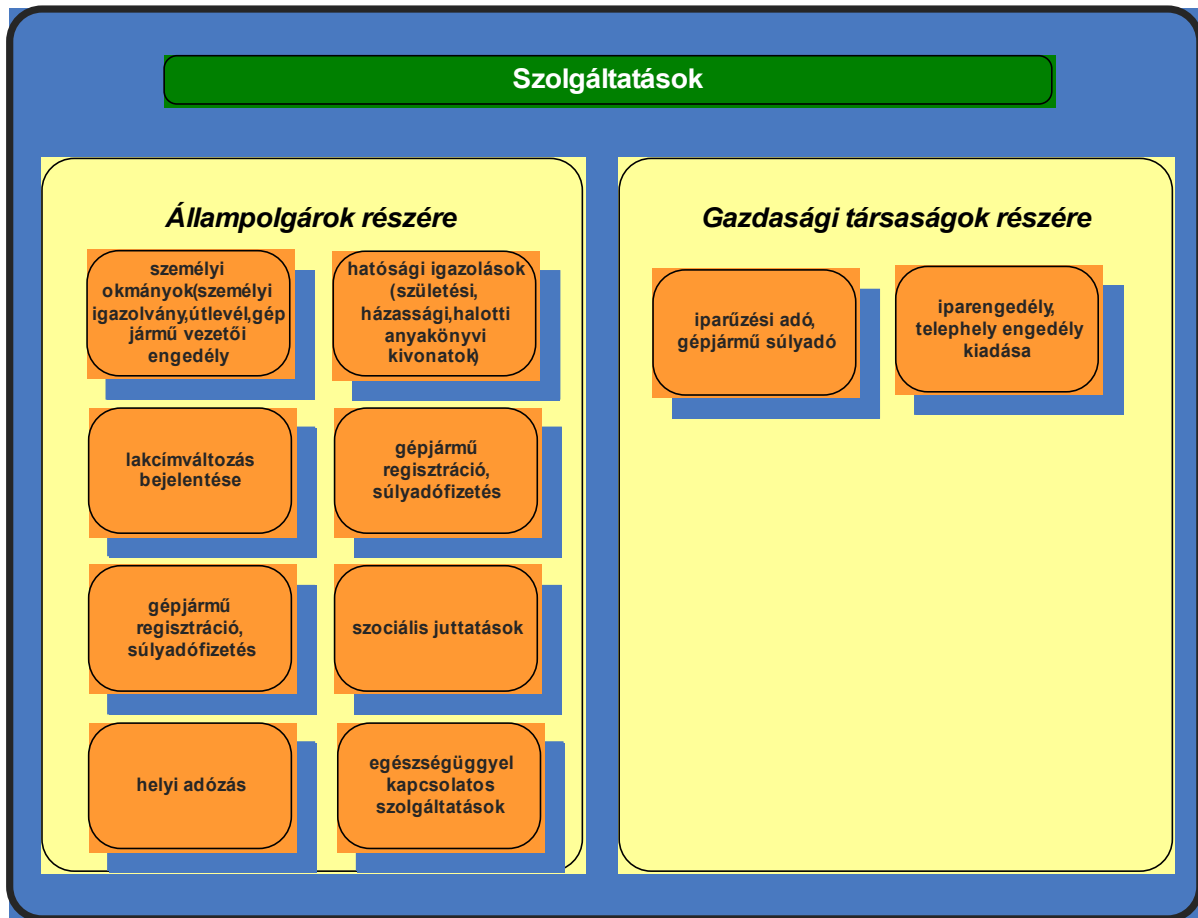 Szolgáltatások
Állampolgárok részére
személyi
okmányok(személyi
igazolvány,útlevél,gép
jármű vezetői
engedély
hatósági igazolások
(születési,
házassági,halotti
anyakönyvi
kivonatok)
lakcímváltozás
bejelentése
gépjármű
regisztráció,
súlyadófizetés
gépjármű
regisztráció,
súlyadófizetés
szociális juttatások
helyi adózás
egészségüggyel
kapcsolatos
szolgáltatások
Gazdasági társaságok részére
iparűzési adó,
gépjármű súlyadó
iparengedély,
telephely engedély
kiadása